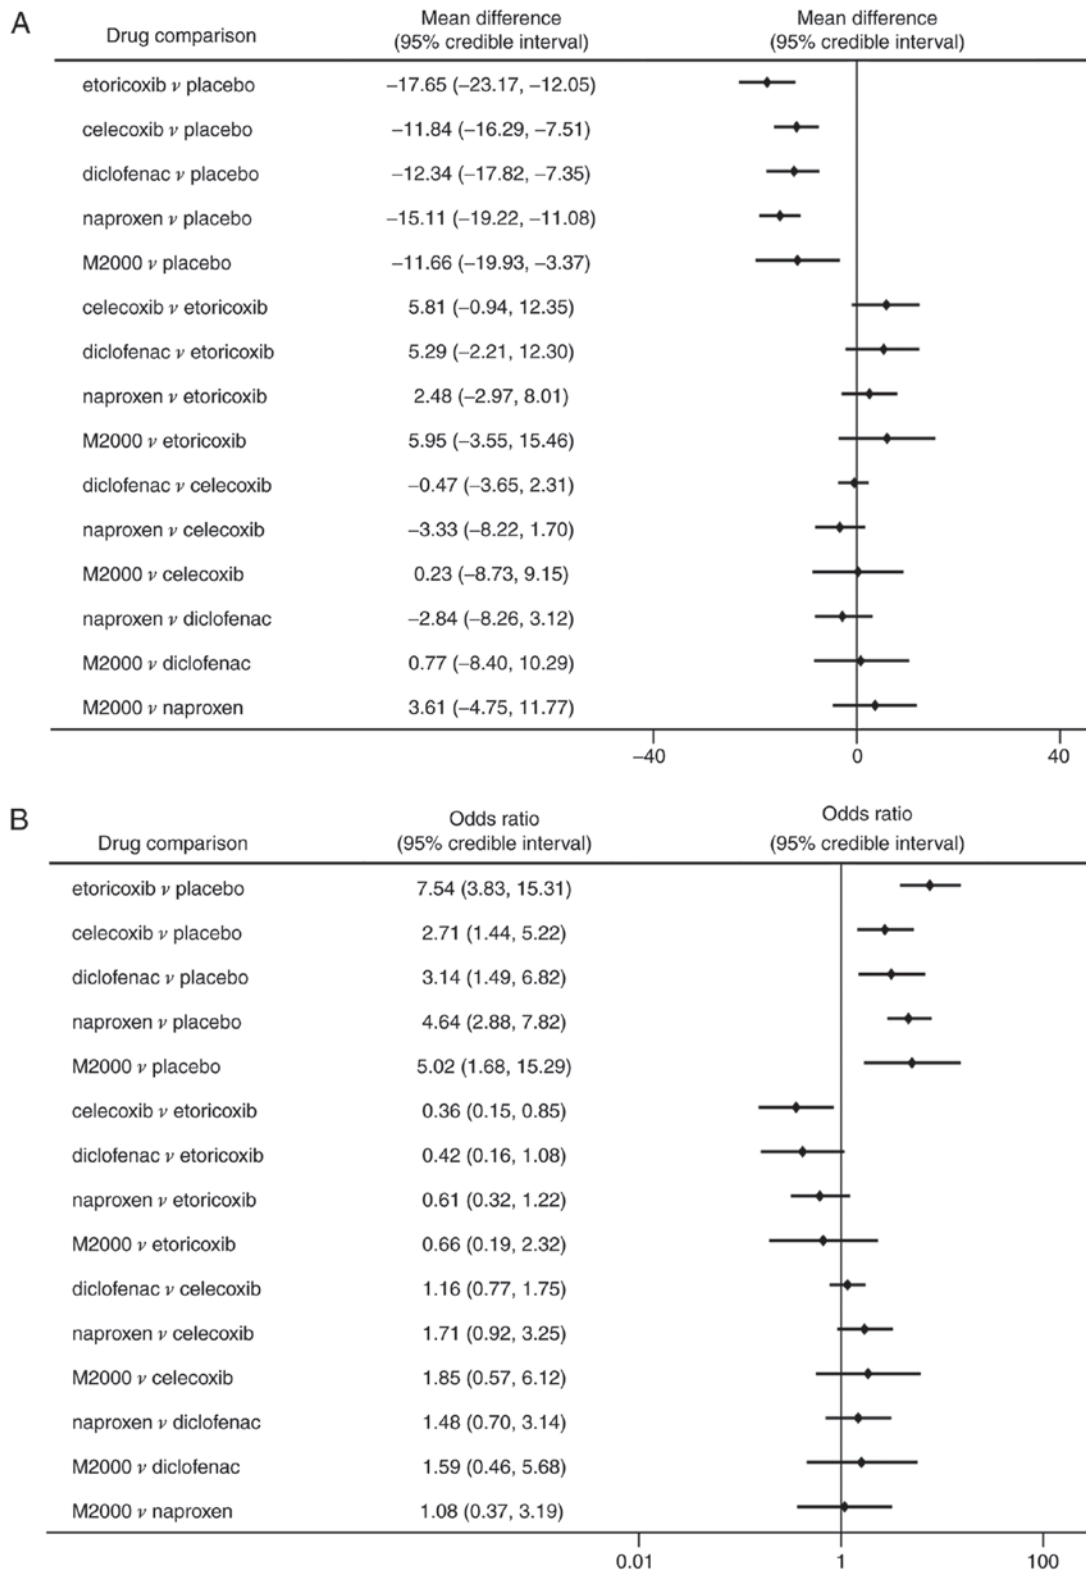 A
Drug comparison
Mean difference
(95% credible interval)
Mean difference
(95% credible interval)
etoricoxib ν placebo −17.65 (−23.17, −12.05)
celecoxib ν placebo −11.84 (−16.29, −7.51)
diclofenac ν placebo −12.34 (−17.82, −7.35)
naproxen ν placebo −15.11 (−19.22, −11.08)
M2000 ν placebo −11.66 (−19.93, −3.37)
celecoxib ν etoricoxib 5.81 (−0.94, 12.35)
diclofenac ν etoricoxib 5.29 (−2.21, 12.30)
naproxen ν etoricoxib 2.48 (−2.97, 8.01)
M2000 ν etoricoxib 5.95 (−3.55, 15.46)
diclofenac ν celecoxib −0.47 (−3.65, 2.31)
naproxen ν celecoxib −3.33 (−8.22, 1.70)
M2000 ν celecoxib 0.23 (−8.73, 9.15)
naproxen ν diclofenac −2.84 (−8.26, 3.12)
M2000 ν diclofenac 0.77 (−8.40, 10.29)
M2000 ν naproxen 3.61 (−4.75, 11.77)
−40 0 40
B
Drug comparison
Odds ratio
(95% credible interval)
Odds ratio
(95% credible interval)
etoricoxib ν placebo 7.54 (3.83, 15.31)
celecoxib ν placebo 2.71 (1.44, 5.22)
diclofenac ν placebo 3.14 (1.49, 6.82)
naproxen ν placebo 4.64 (2.88, 7.82)
M2000 ν placebo 5.02 (1.68, 15.29)
celecoxib ν etoricoxib 0.36 (0.15, 0.85)
diclofenac ν etoricoxib 0.42 (0.16, 1.08)
naproxen ν etoricoxib 0.61 (0.32, 1.22)
M2000 ν etoricoxib 0.66 (0.19, 2.32)
diclofenac ν celecoxib 1.16 (0.77, 1.75)
naproxen ν celecoxib 1.71 (0.92, 3.25)
M2000 ν celecoxib 1.85 (0.57, 6.12)
naproxen ν diclofenac 1.48 (0.70, 3.14)
M2000 ν diclofenac 1.59 (0.46, 5.68)
M2000 ν naproxen 1.08 (0.37, 3.19)
0.01 1 100